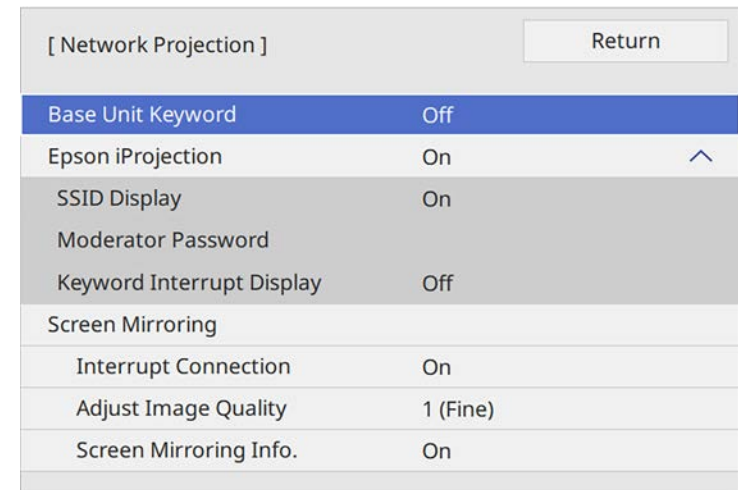 [ Network Projection ] Return
Base Unit Keyword Off
Epson iProjection On
SSID Display On
Moderator Password
Keyword Interrupt Display Off
Screen Mirroring
Interrupt Connection On
Adjust Image Quality 1 (Fine)
Screen Mirroring Info. On